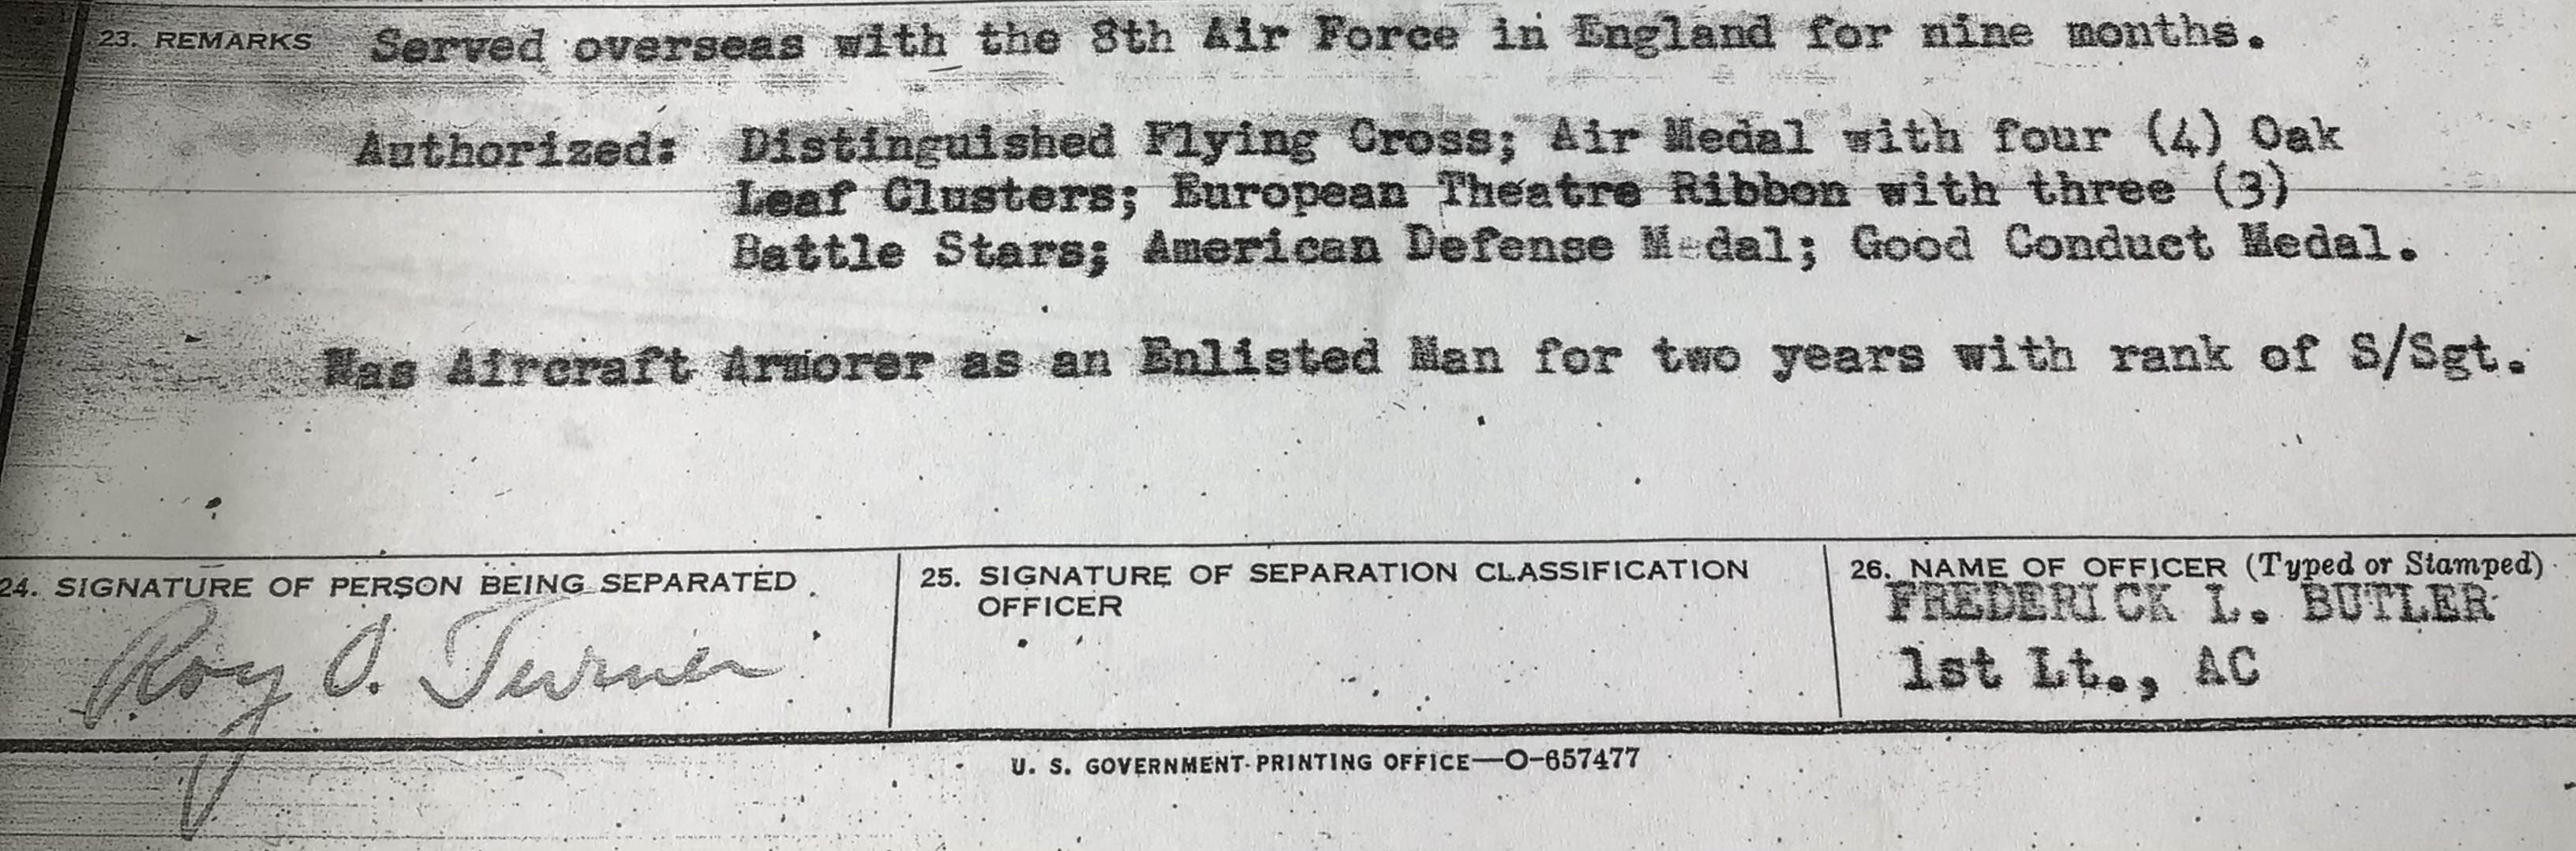 23. REMARKS Served overseas with the 8th Air Force in England for nine months.
Authorized: Distinguished Flying Cross; Air Medal with four (4) Oak
Leaf Clusters; European Theatre Ribbon with three (3)
Battle Stars; American Defense Medal; Good Conduct Medal.
Was Aircraft Armorer as an Enlisted Man for two years with rank of S/Sgt.
24. SIGNATURE OF PERSON BEING SEPARATED
Roy O. Turner
25. SIGNATURE OF SEPARATION CLASSIFICATION
OFFICER
26. NAME OF OFFICER (Typed or Stamped)
FREDERICK L. BUTLER
1st Lt., AC
U. S. GOVERNMENT PRINTING OFFICE—O-657477